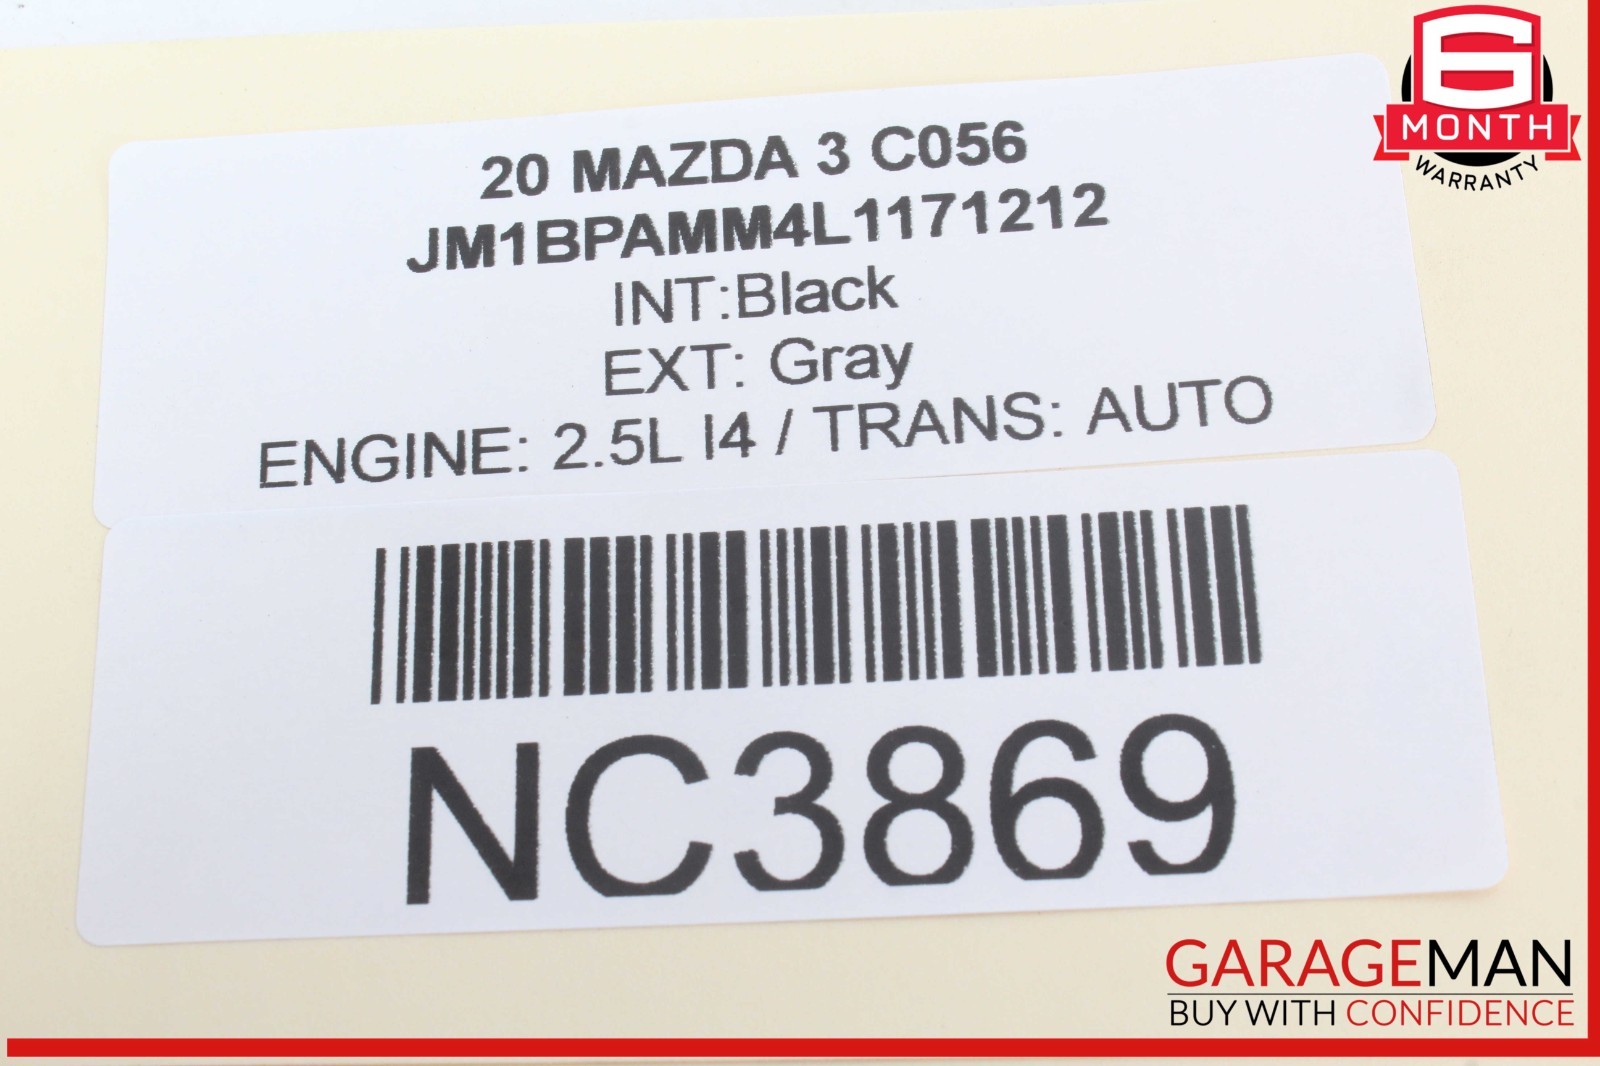 6
MONTH
WARRANTY
20 MAZDA 3 C056
JM1BPAMM4L1171212
INT:Black
EXT: Gray
ENGINE: 2.5L I4 / TRANS: AUTO
NC3869
GARAGEMAN
BUY WITH CONFIDENCE